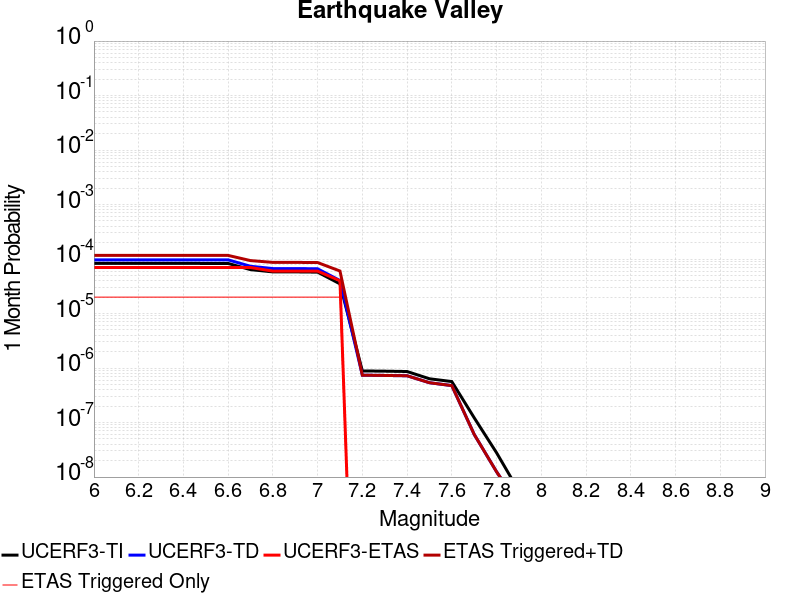 Earthquake Valley
10^0
10^-1
10^-2
10^-3
10^-4
10^-5
10^-6
10^-7
10^-8
1 Month Probability
6 6.2 6.4 6.6 6.8 7 7.2 7.4 7.6 7.8 8 8.2 8.4 8.6 8.8 9
Magnitude
UCERF3-TI UCERF3-TD UCERF3-ETAS ETAS Triggered+TD
ETAS Triggered Only